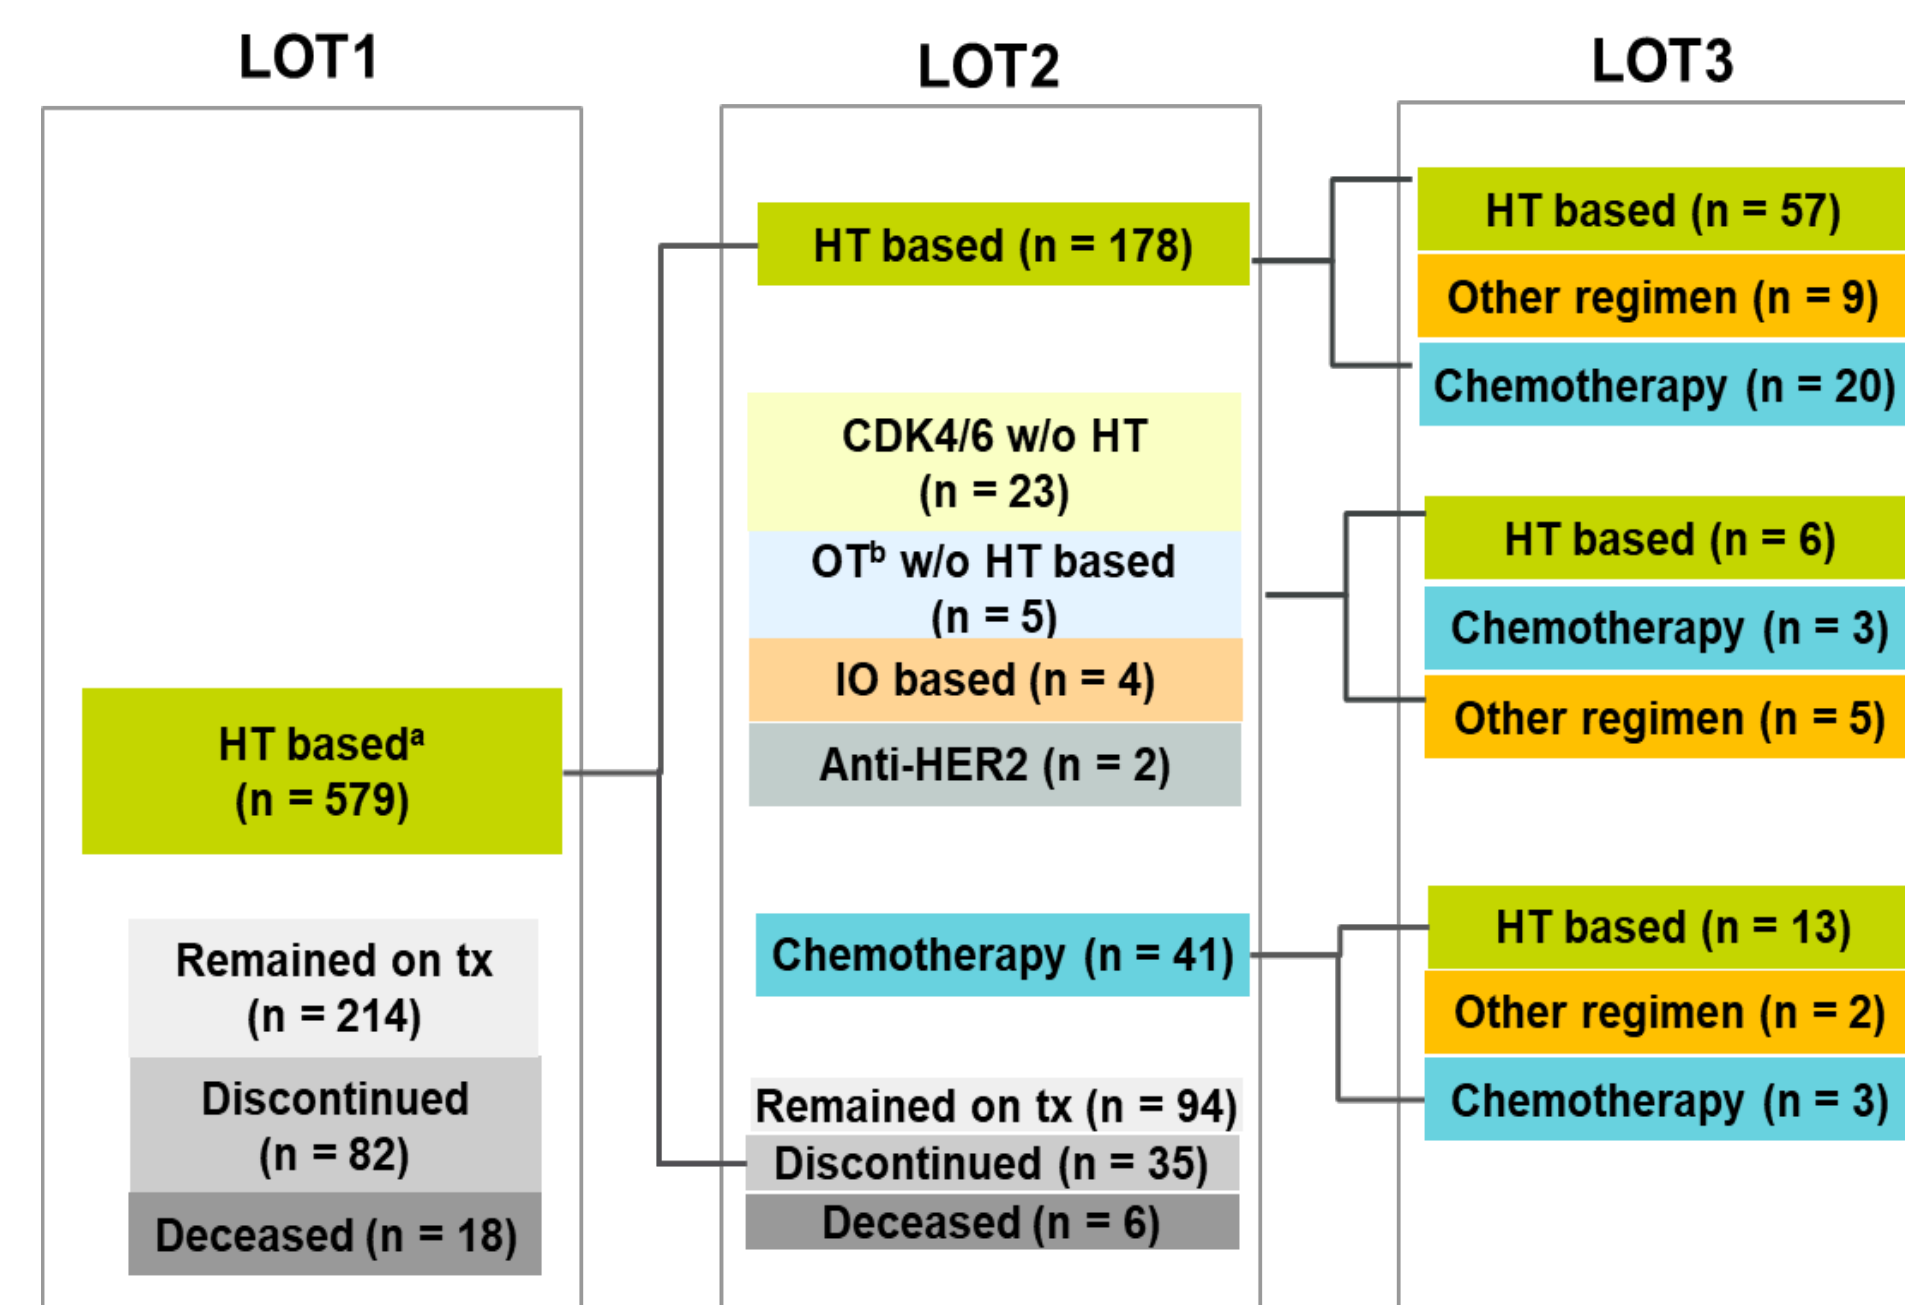 LOT1
HT basedᵃ
(n = 579)
Remained on tx
(n = 214)
Discontinued
(n = 82)
Deceased (n = 18)
LOT2
HT based (n = 178)
CDK4/6 w/o HT
(n = 23)
OTᵇ w/o HT based
(n = 5)
IO based (n = 4)
Anti-HER2 (n = 2)
Chemotherapy (n = 41)
Remained on tx (n = 94)
Discontinued (n = 35)
Deceased (n = 6)
LOT3
HT based (n = 57)
Other regimen (n = 9)
Chemotherapy (n = 20)
HT based (n = 6)
Chemotherapy (n = 3)
Other regimen (n = 5)
HT based (n = 13)
Other regimen (n = 2)
Chemotherapy (n = 3)